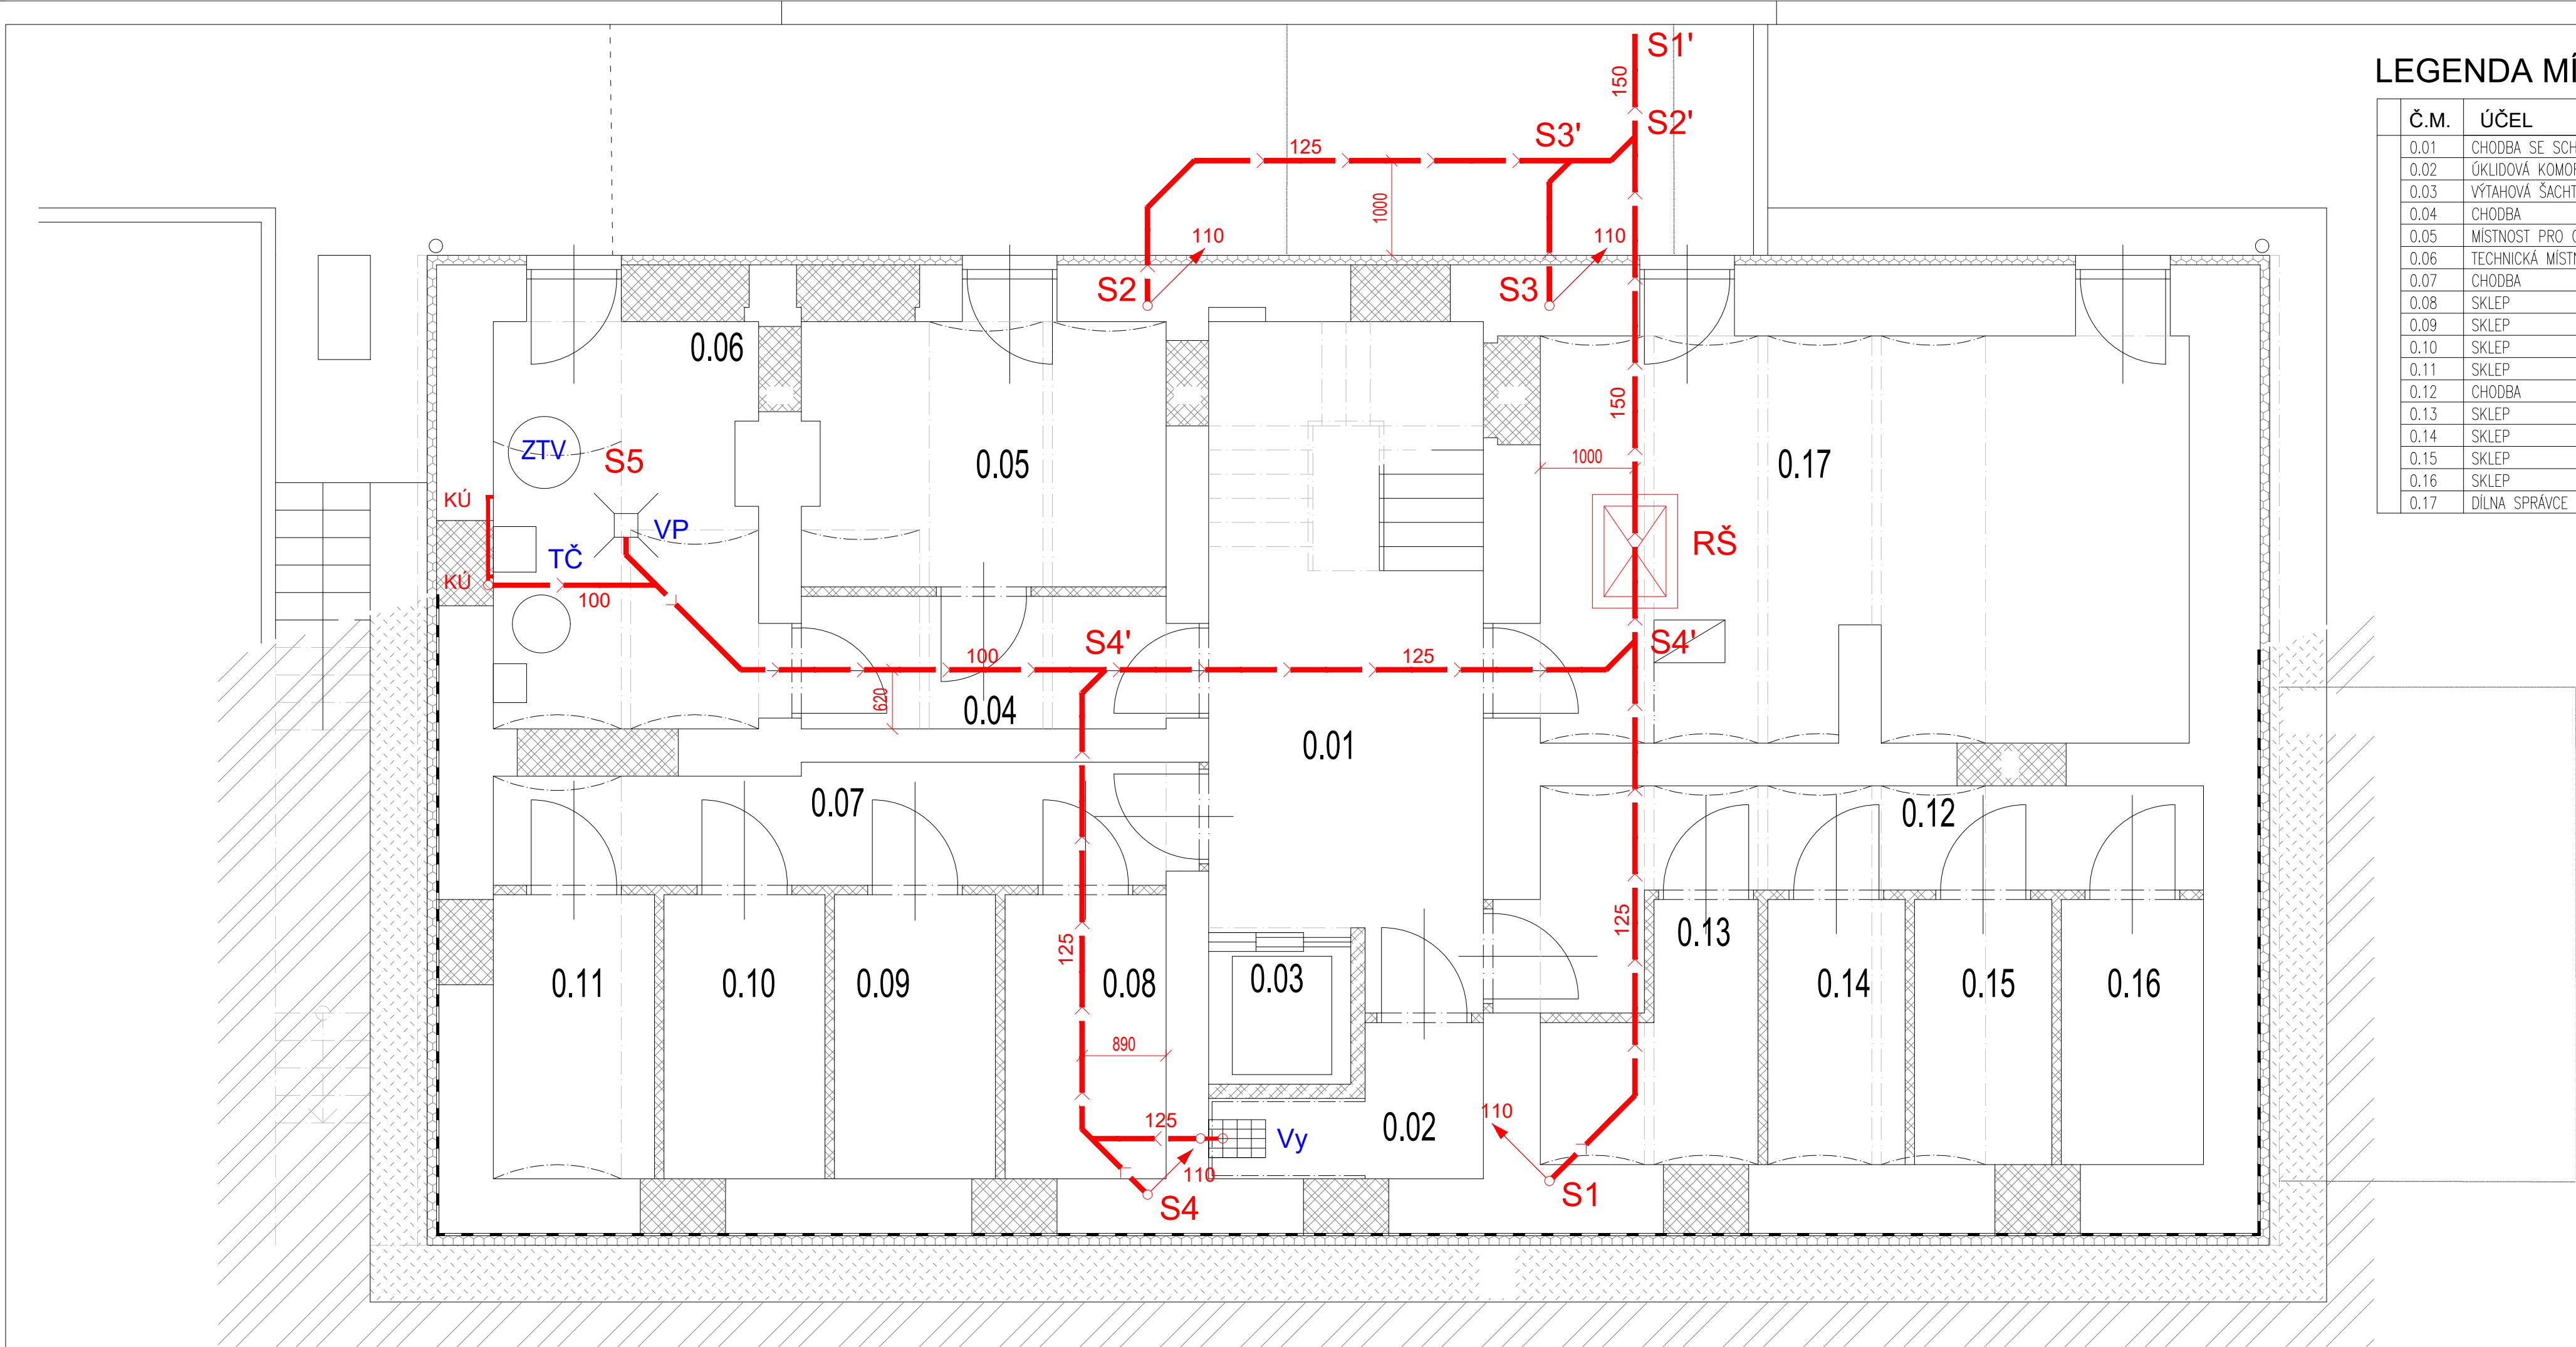 S1'
150
LEGENDA
S2'
S3'
125
Č.M. ÚČEL
0.01 CHODBA SE
0.02 ÚKLIDOVÁ
0.03 VÝTAHOVÁ
0.04 CHODBA
0.05 MÍSTNOST PRO
0.06 TECHNICKÁ
0.07 CHODBA
0.08 SKLEP
0.09 SKLEP
0.10 SKLEP
0.11 SKLEP
0.12 CHODBA
0.13 SKLEP
0.14 SKLEP
0.15 SKLEP
0.16 SKLEP
0.17 DÍLNA SPRÁVCE
1000
110
110
S2
S3
0.06
150
ZTV
S5
0.05
1000
0.17
KÚ
VP
TČ
RŠ
KÚ
100
S4'
100
125
S4'
620
0.04
0.01
0.07
0.12
125
125
0.13
0.11
0.10
0.09
0.08
0.03
0.14
0.15
0.16
890
110
125
Vy
0.02
110
S4
S1